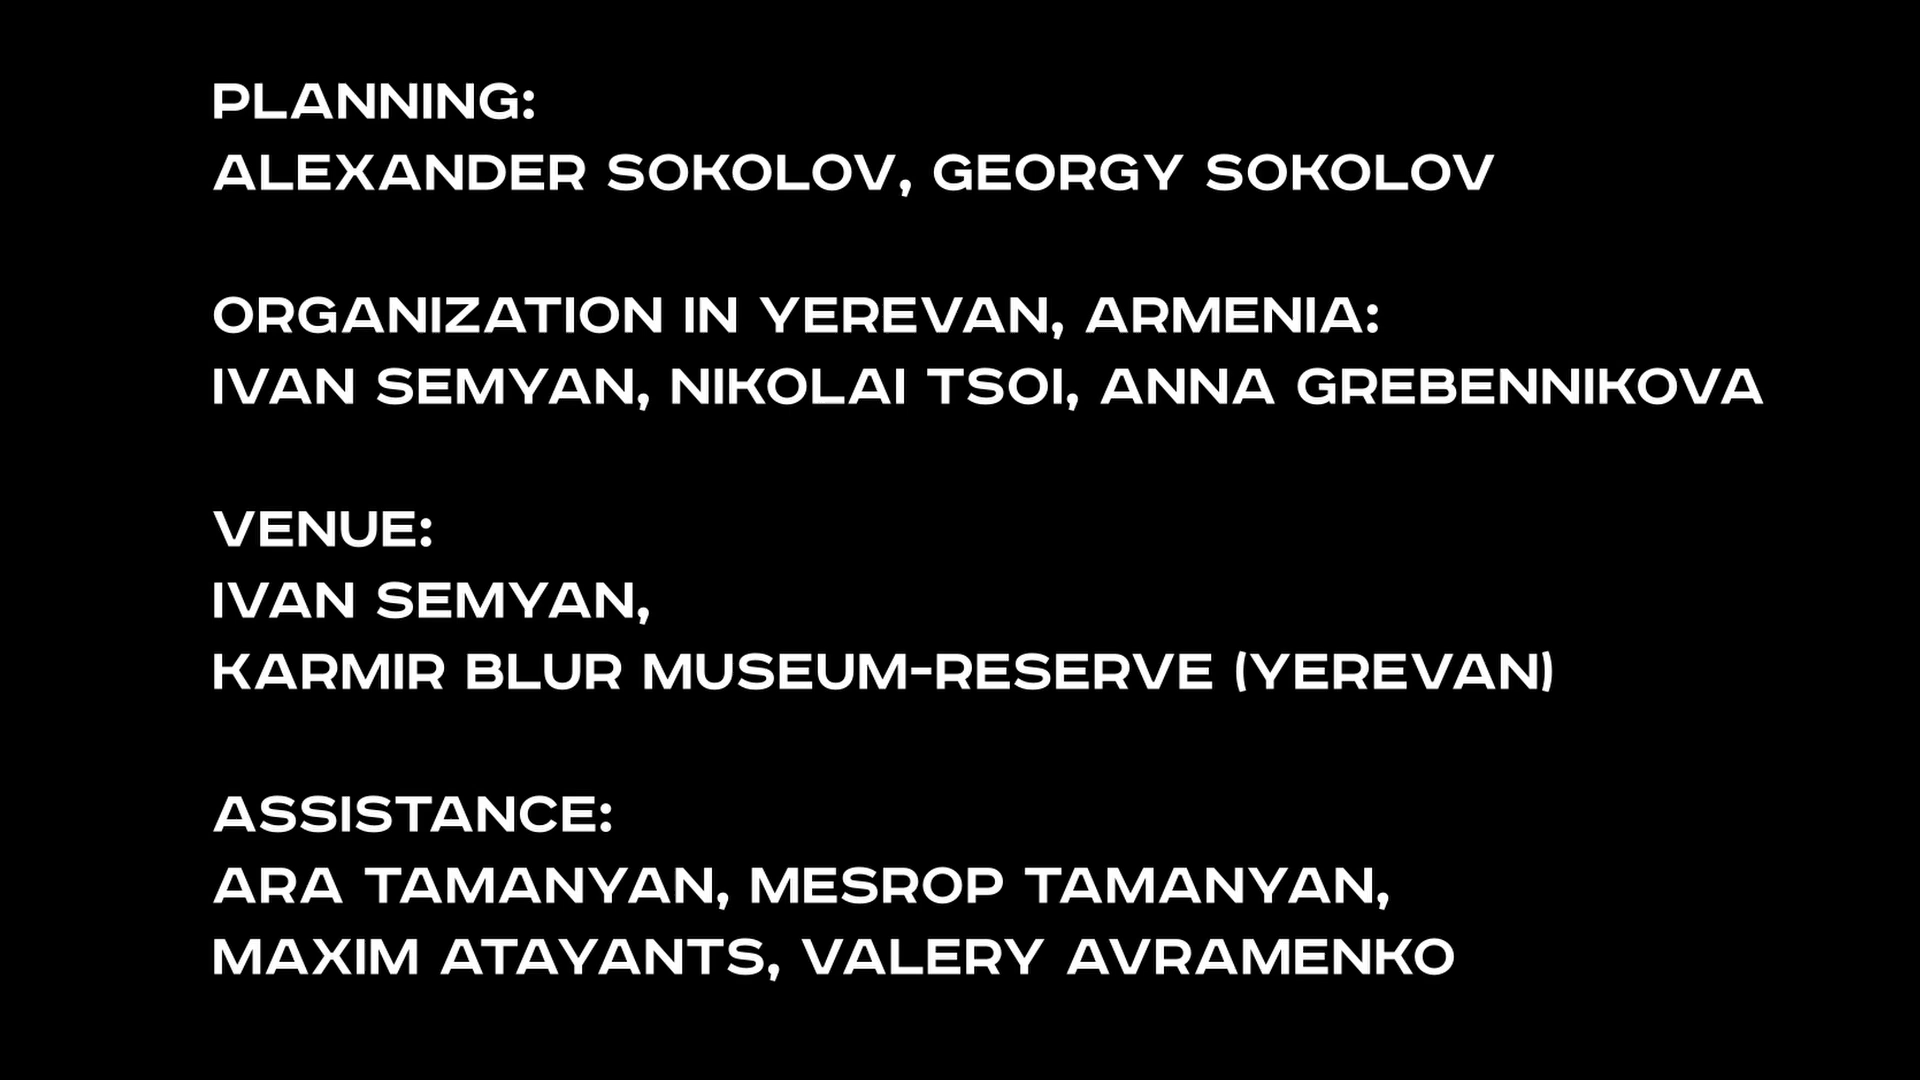 PLANNING:
ALEXANDER SOKOLOV, GEORGY SOKOLOV
ORGANIZATION IN YEREVAN, ARMENIA:
IVAN SEMYAN, NIKOLAI TSOI, ANNA GREBENNIKOVA
VENUE:
IVAN SEMYAN,
KARMIR BLUR MUSEUM-RESERVE (YEREVAN)
ASSISTANCE:
ARA TAMANYAN, MESROP TAMANYAN,
MAXIM ATAYANTS, VALERY AVRAMENKO